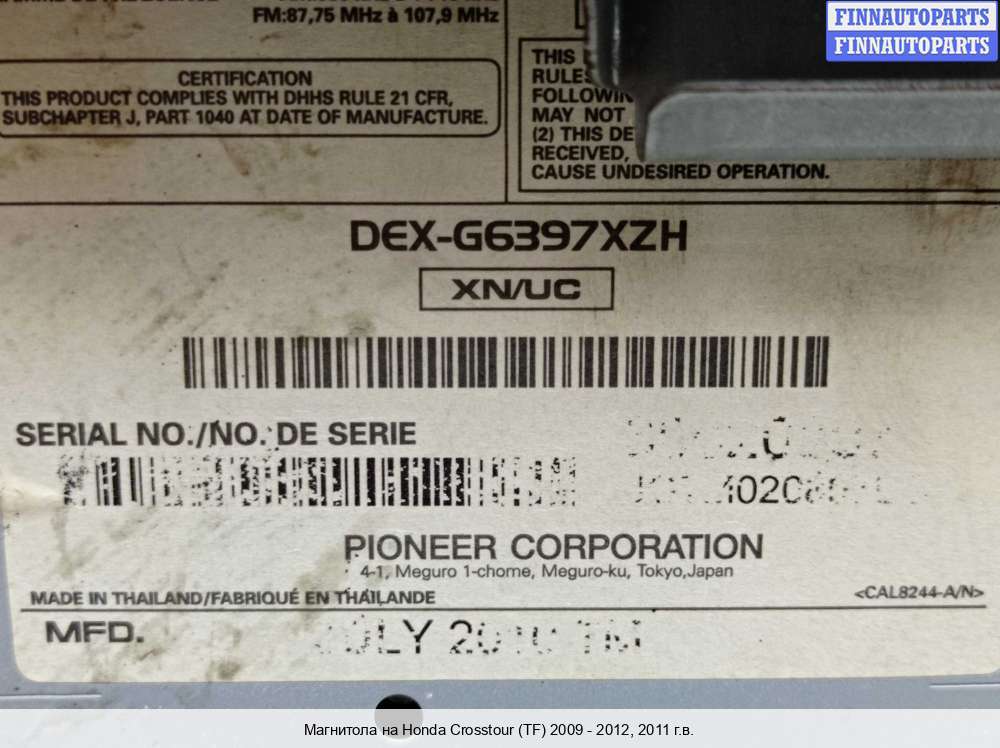 FM:87,75 MHz à 107,9 MHz
FINNAUTOPARTS
FINNAUTOPARTS
CERTIFICATION
THIS PRODUCT COMPLIES WITH DHHS RULE 21 CFR,
SUBCHAPTER J, PART 1040 AT DATE OF MANUFACTURE.
THIS
RULES
MAY NOT
(2) THIS
RECEIVED,
CAUSE UNDESIRED OPERATION.
DEX-G6397XZH
XN/UC
SERIAL NO./NO. DE SERIE
PIONEER CORPORATION
4-1, Meguro 1-chome, Meguro-ku, Tokyo,Japan
MADE IN THAILAND/FABRIQUÉ EN THAÏLANDE
<CAL8244-A/N>
MFD.
JULY 2010 TM
Магнитола на Honda Crosstour (TF) 2009 - 2012, 2011 г.в.